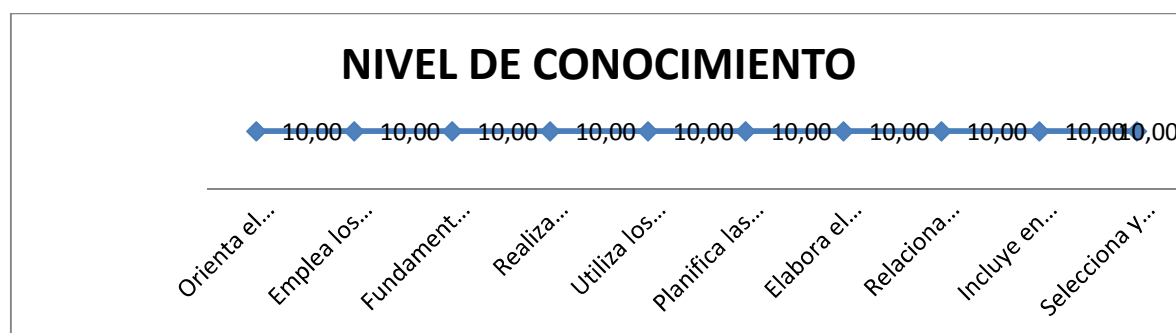 NIVEL DE CONOCIMIENTO
10,00 10,00 10,00 10,00 10,00 10,00 10,00 10,00 10,00 10,00
Orienta el...
Emplea los...
Fundament...
Realiza...
Utiliza los...
Planifica las...
Elabora el...
Relaciona...
Incluye en...
Selecciona y...